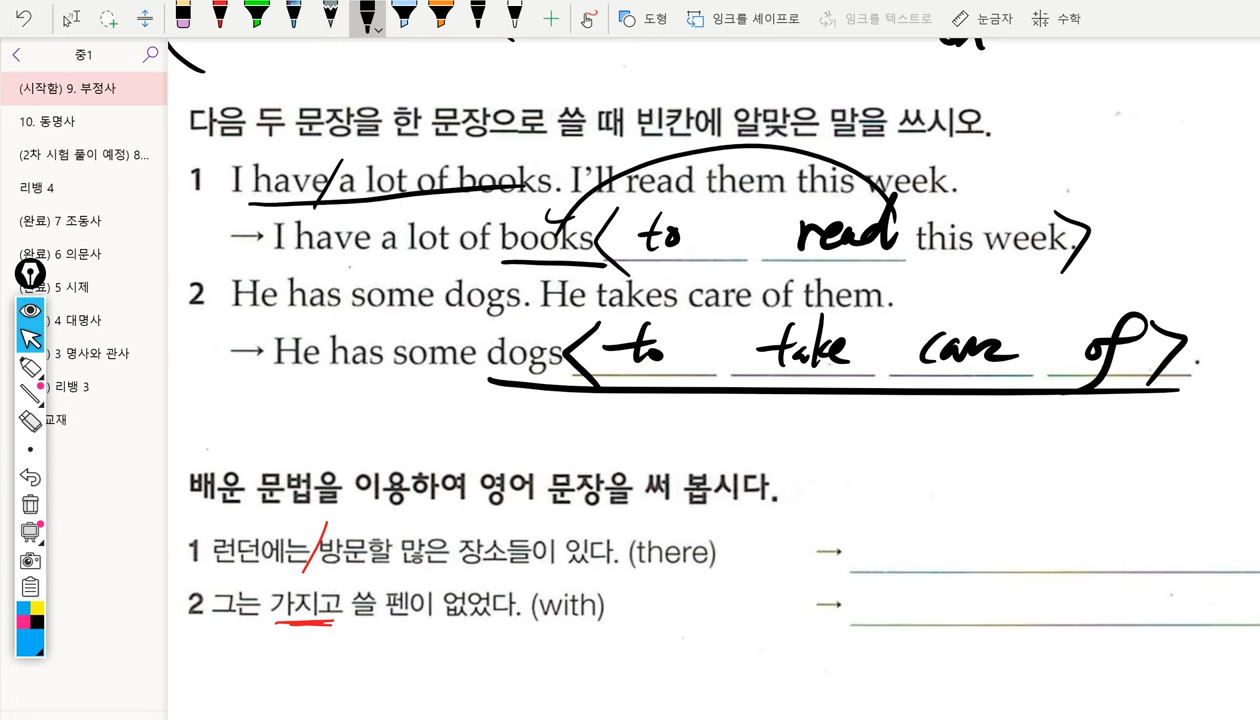 도형
잉크를 셰이프로
잉크를 텍스트로
눈금자
수학
중1
(시작함) 9. 부정사
10. 동명사
(2차 시험 풀이 예정) 8...
리뱅 4
(완료) 7 조동사
(완료) 6 의문사
) 5 시제
) 4 대명사
) 3 명사와 관사
) 리뱅 3
교재
다음 두 문장을 한 문장으로 쓸 때 빈칸에 알맞은 말을 쓰시오.
1 I have a lot of books. I'll read them this week.
→ I have a lot of books to read this week.
2 He has some dogs. He takes care of them.
→ He has some dogs to take care of.
배운 문법을 이용하여 영어 문장을 써 봅시다.
1 런던에는 방문할 많은 장소들이 있다. (there) →
2 그는 가지고 쓸 펜이 없었다. (with) →